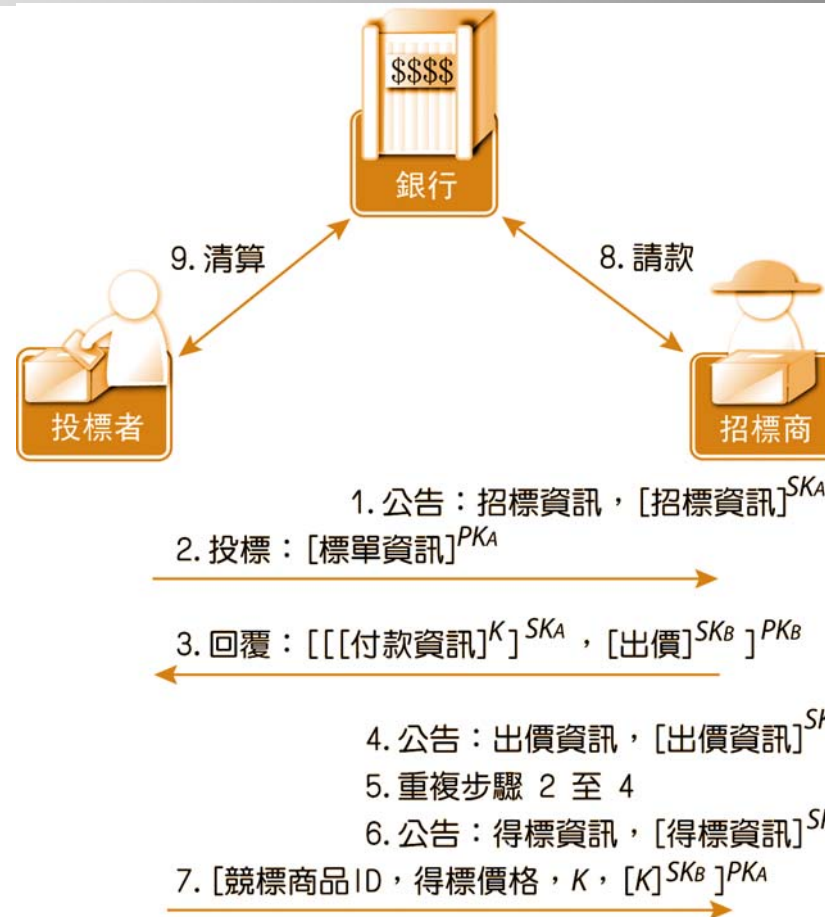 $$$$
銀行
9. 清算
8. 請款
投標者
招標商
1. 公告：招標資訊，[招標資訊]SKA
2. 投標：[標單資訊]PKA
3. 回覆：[[[付款資訊]K]SKA，[出價]SKB]PKB
4. 公告：出價資訊，[出價資訊]
5. 重複步驟 2 至 4
6. 公告：得標資訊，[得標資訊]
7. [競標商品ID，得標價格，K，[K]SKB]PKA